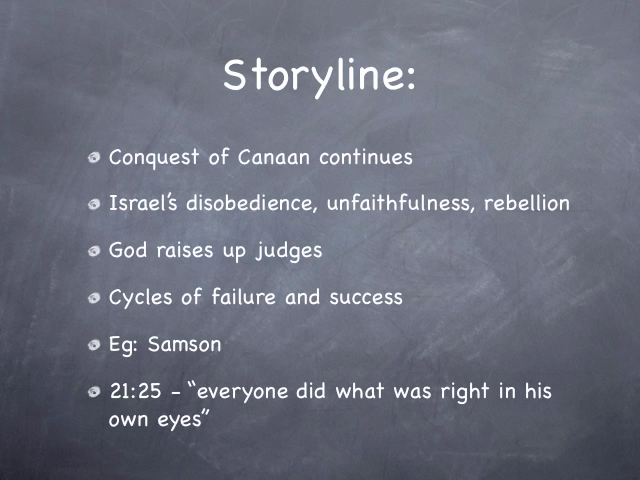 Storyline:
Conquest of Canaan continues
Israel's disobedience, unfaithfulness, rebellion
God raises up judges
Cycles of failure and success
Eg: Samson
21:25 - “everyone did what was right in his
own eyes”